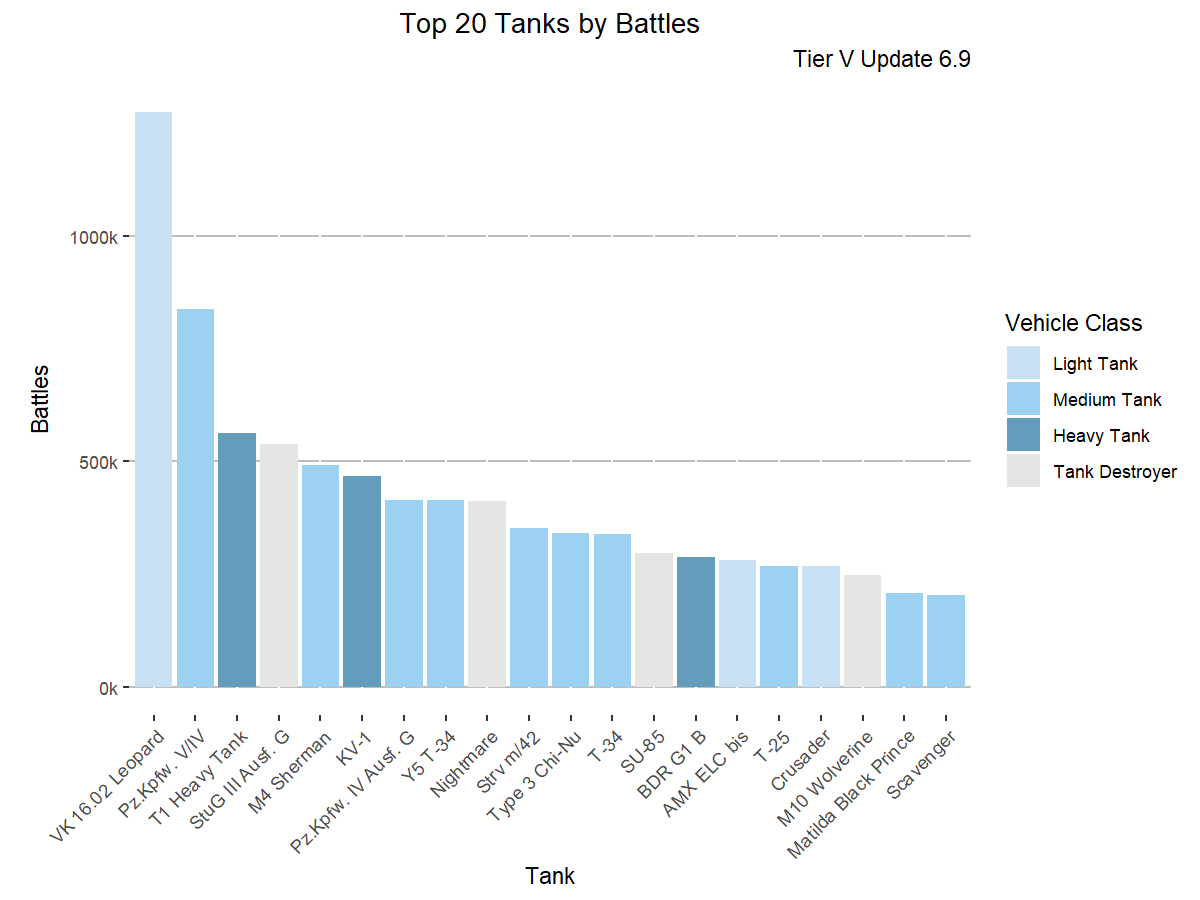 Top 20 Tanks by Battles
Tier V Update 6.9
1000k
500k
0k
Battles
VK 16.02 Leopard
Pz.Kpfw. V/IV
T1 Heavy Tank
StuG III Ausf. G
M4 Sherman
KV-1
Pz.Kpfw. IV Ausf. G
Y5 T-34
Nightmare
Strv m/42
Type 3 Chi-Nu
T-34
SU-85
BDR G1 B
AMX ELC bis
T-25
Crusader
M10 Wolverine
Matilda Black Prince
Scavenger
Tank
Vehicle Class
Light Tank
Medium Tank
Heavy Tank
Tank Destroyer